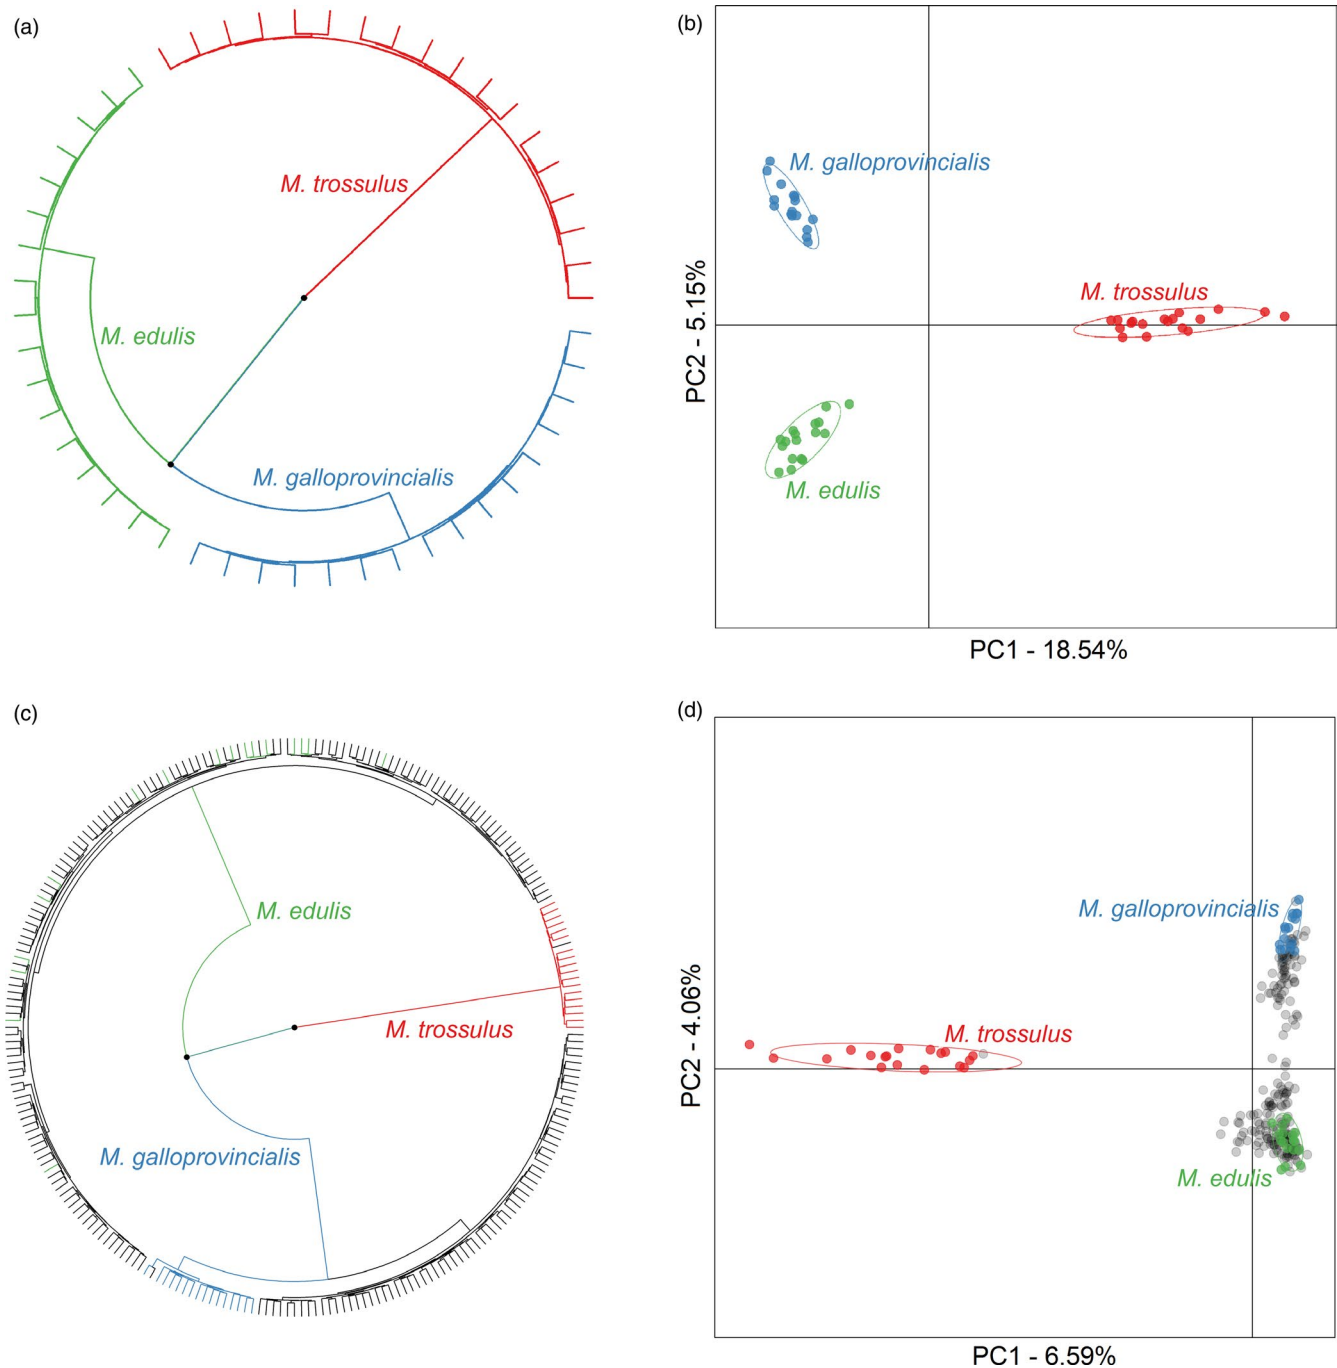 (a)
M. trossulus
M. edulis
M. galloprovincialis
(b)
M. galloprovincialis
M. trossulus
M. edulis
PC2 - 5.15%
PC1 - 18.54%
(c)
M. edulis
M. trossulus
M. galloprovincialis
(d)
M. galloprovincialis
M. trossulus
M. edulis
PC2 - 4.06%
PC1 - 6.59%